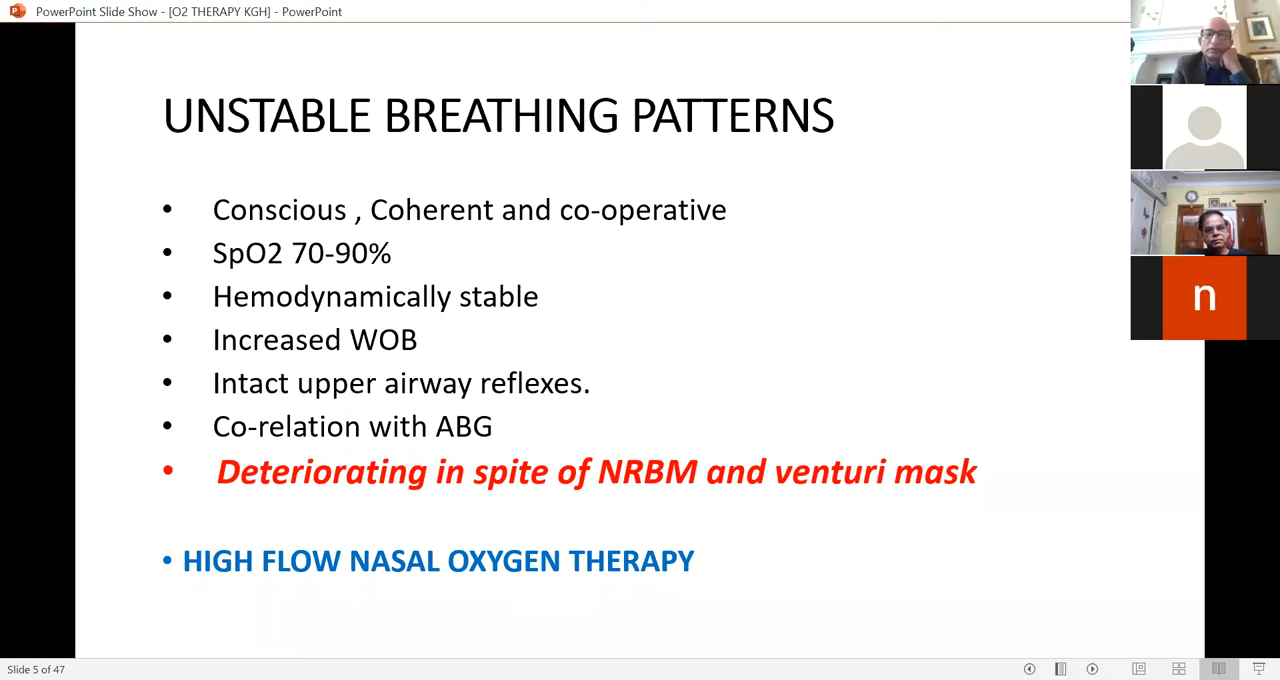 PowerPoint Slide Show - [O2 THERAPY KGH] - PowerPoint
UNSTABLE BREATHING PATTERNS
• Conscious , Coherent and co-operative
• SpO2 70-90%
• Hemodynamically stable
• Increased WOB
• Intact upper airway reflexes.
• Co-relation with ABG
• Deteriorating in spite of NRBM and venturi mask
• HIGH FLOW NASAL OXYGEN THERAPY
n
Slide 5 of 47